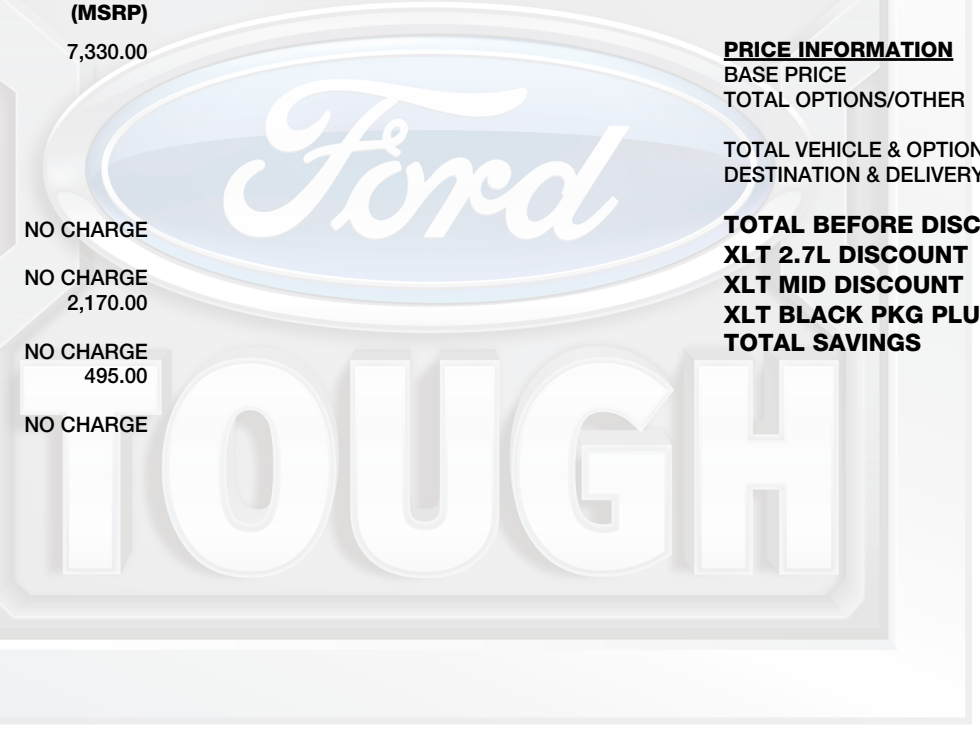 (MSRP)
7,330.00
NO CHARGE
NO CHARGE
2,170.00
NO CHARGE
495.00
NO CHARGE
PRICE INFORMATION
BASE PRICE
TOTAL OPTIONS/OTHER
TOTAL VEHICLE & OPTION
DESTINATION & DELIVERY
TOTAL BEFORE DISC
XLT 2.7L DISCOUNT
XLT MID DISCOUNT
XLT BLACK PKG PLU
TOTAL SAVINGS
Ford
TOUGH